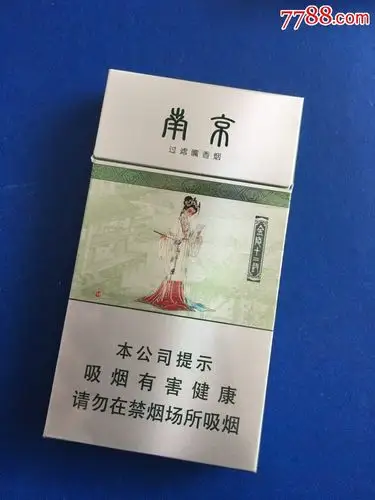 7788.com
南京
过滤嘴香烟
金陵十二钗
本公司提示
吸烟有害健康
请勿在禁烟场所吸烟